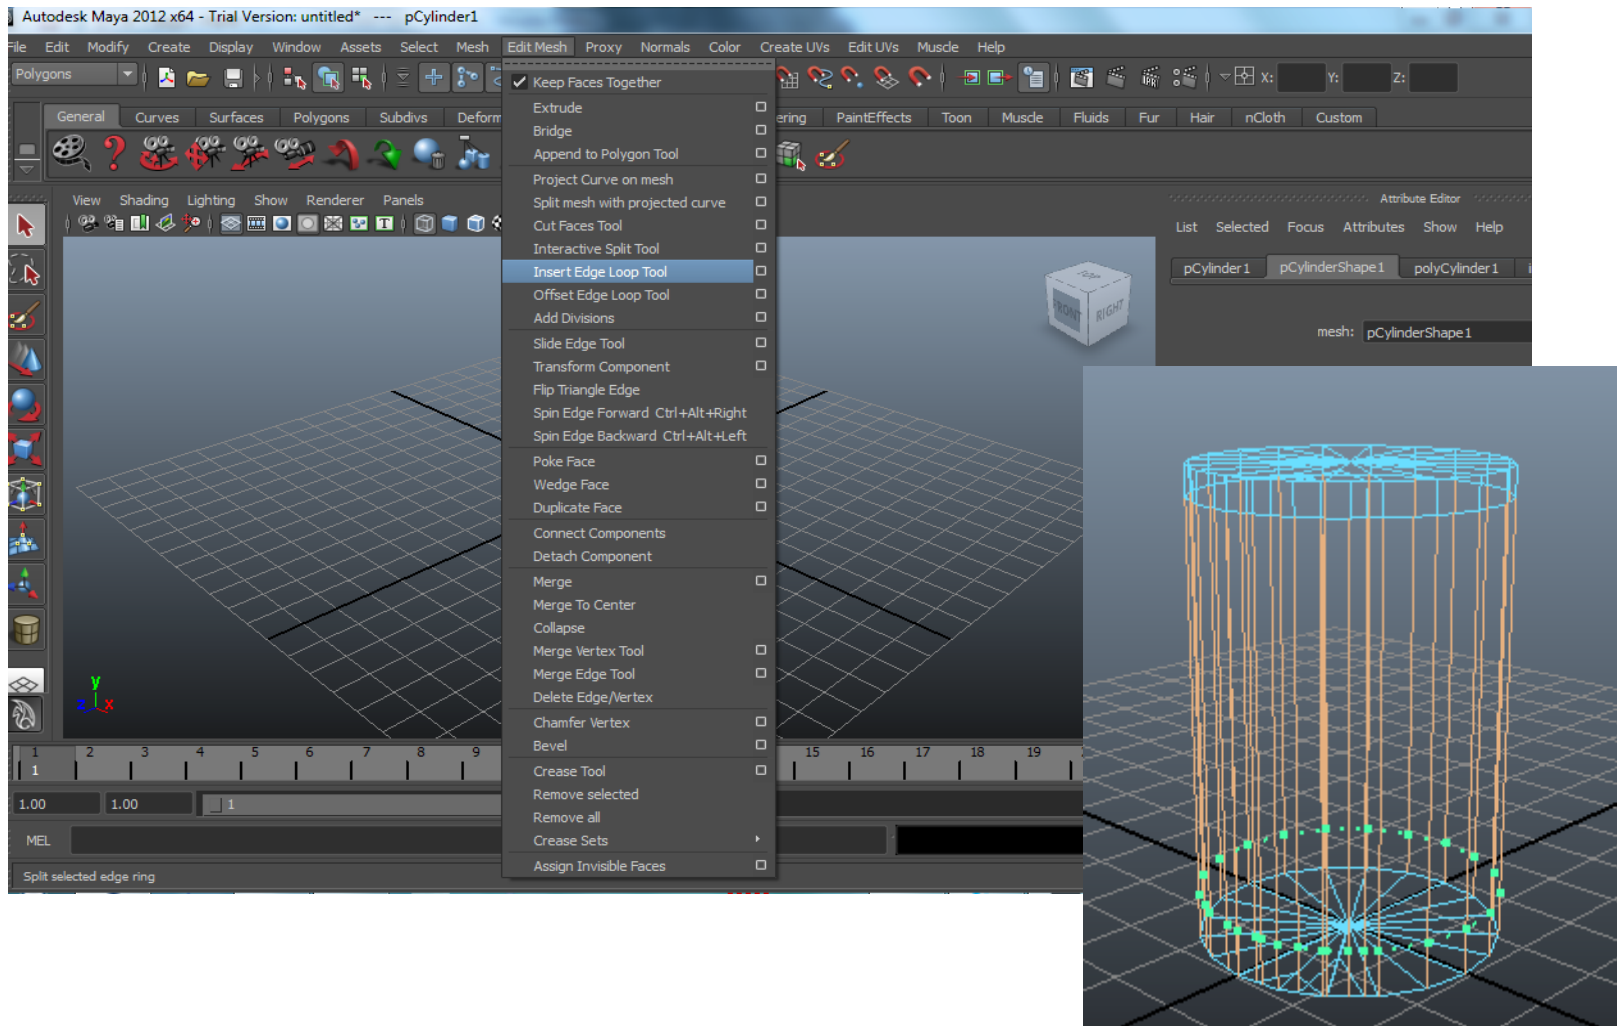 Autodesk Maya 2012 x64 - Trial Version: untitled* --- pCylinder1
File Edit Modify Create Display Window Assets Select Mesh Edit Mesh Proxy Normals Color Create UVs Edit UVs Muscle Help
Polygons X: Y: Z:
General Curves Surfaces Polygons Subdivs Deform ering PaintEffects Toon Muscle Fluids Fur Hair nCloth Custom
View Shading Lighting Show Renderer Panels
Keep Faces Together
Extrude
Bridge
Append to Polygon Tool
Project Curve on mesh
Split mesh with projected curve
Cut Faces Tool
Interactive Split Tool
Insert Edge Loop Tool
Offset Edge Loop Tool
Add Divisions
Slide Edge Tool
Transform Component
Flip Triangle Edge
Spin Edge Forward Ctrl+Alt+Right
Spin Edge Backward Ctrl+Alt+Left
Poke Face
Wedge Face
Duplicate Face
Connect Components
Detach Component
Merge
Merge To Center
Collapse
Merge Vertex Tool
Merge Edge Tool
Delete Edge/Vertex
Chamfer Vertex
Bevel
Crease Tool
Remove selected
Remove all
Crease Sets
Assign Invisible Faces
TOP
FRONT RIGHT
Attribute Editor
List Selected Focus Attributes Show Help
pCylinder1 pCylinderShape1 polyCylinder1
mesh: pCylinderShape1
y
z x
1 2 3 4 5 6 7 8 9 15 16 17 18 19
1
1.00 1.00 1
MEL
Split selected edge ring